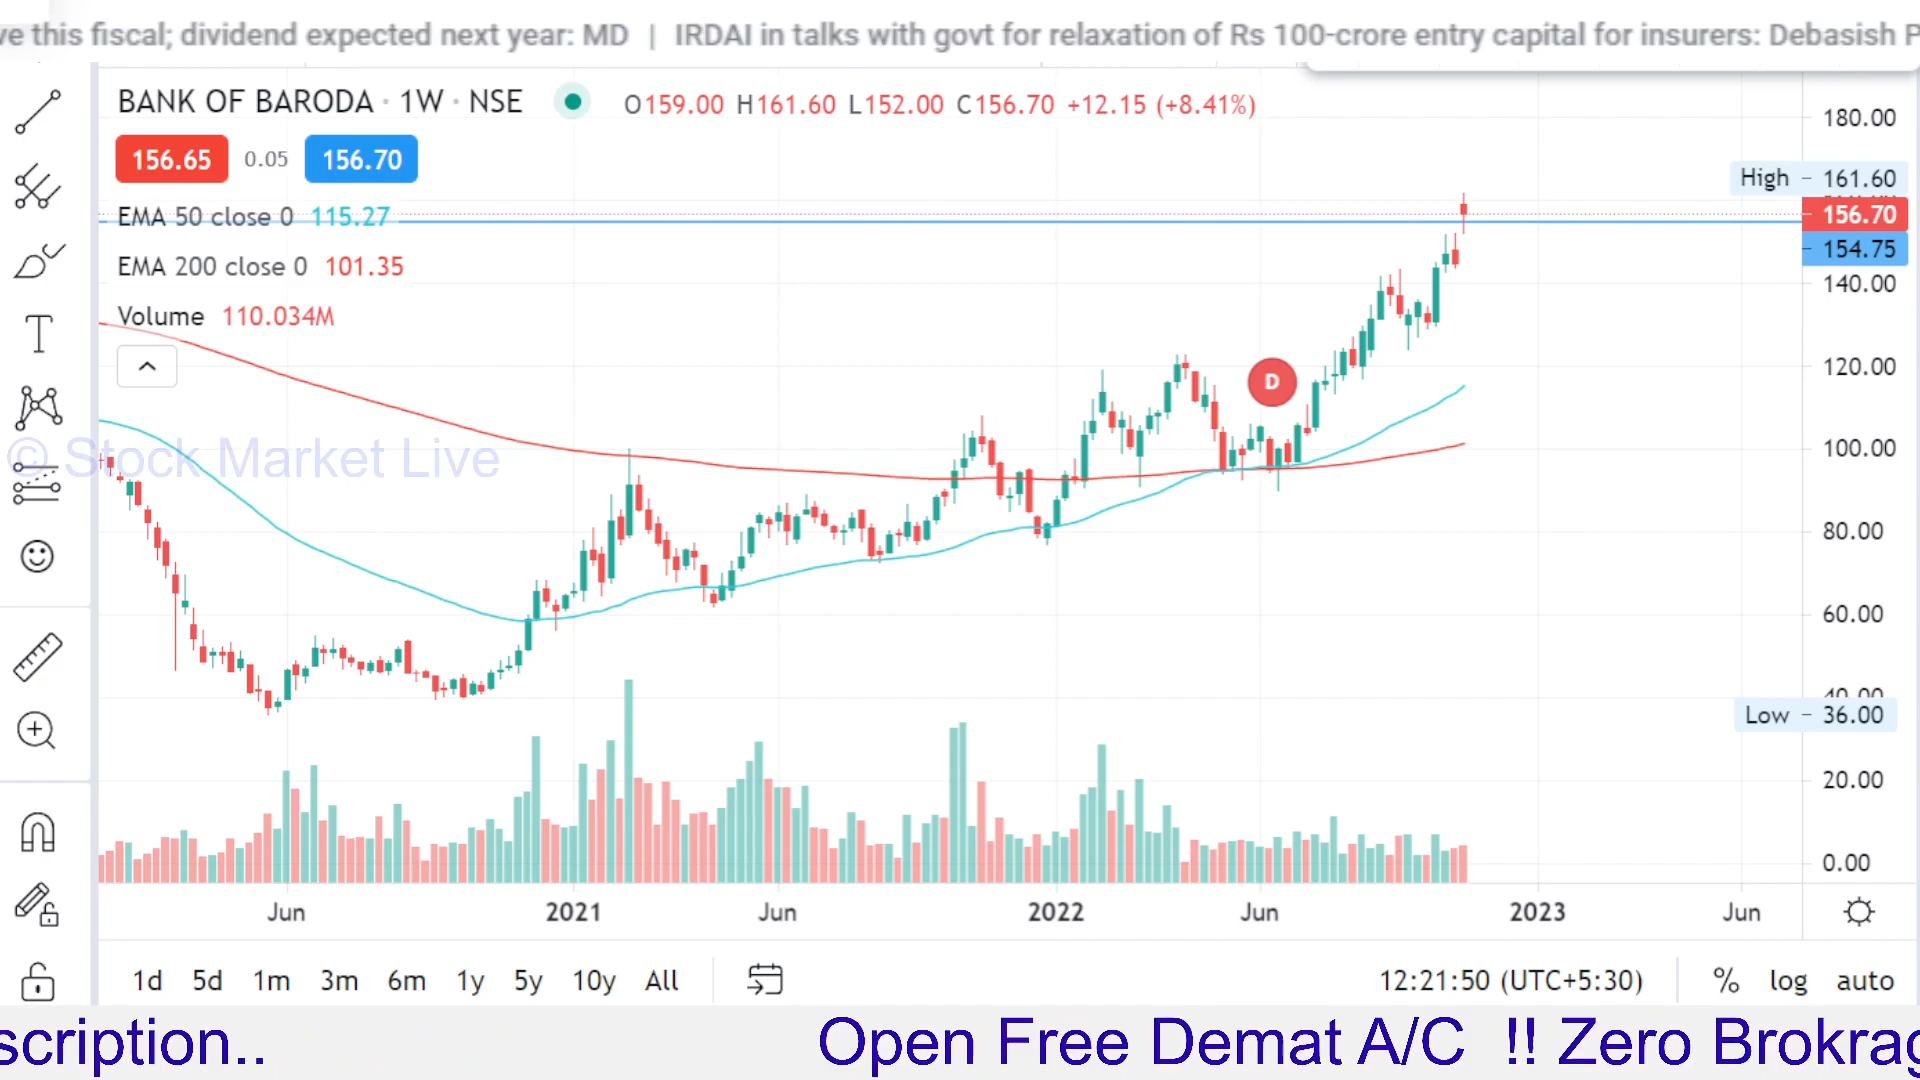 ve this fiscal; dividend expected next year: MD | IRDAI in talks with govt for relaxation of Rs 100-crore entry capital for insurers: Debasish P
BANK OF BARODA · 1W · NSE O159.00 H161.60 L152.00 C156.70 +12.15 (+8.41%)
156.65 0.05 156.70
EMA 50 close 0 115.27
EMA 200 close 0 101.35
Volume 110.034M
© Stock Market Live
D
180.00
High - 161.60
156.70
154.75
140.00
120.00
100.00
80.00
60.00
40.00
Low - 36.00
20.00
0.00
Jun 2021 Jun 2022 Jun 2023 Jun
1d 5d 1m 3m 6m 1y 5y 10y All 12:21:50 (UTC+5:30) % log auto
scription.. Open Free Demat A/C !! Zero Brokrag